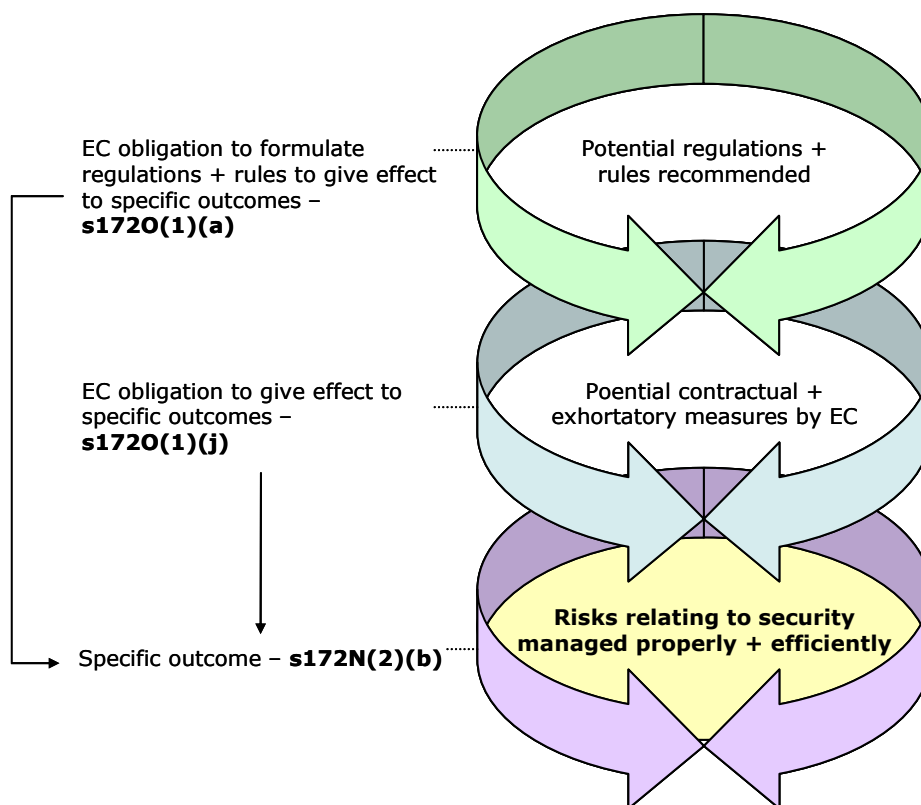 EC obligation to formulate
regulations + rules to give effect
to specific outcomes –
s172O(1)(a)
Potential regulations +
rules recommended
EC obligation to give effect to
specific outcomes –
s172O(1)(j)
Poential contractual +
exhortatory measures by EC
Specific outcome – s172N(2)(b)
Risks relating to security
managed properly + efficiently